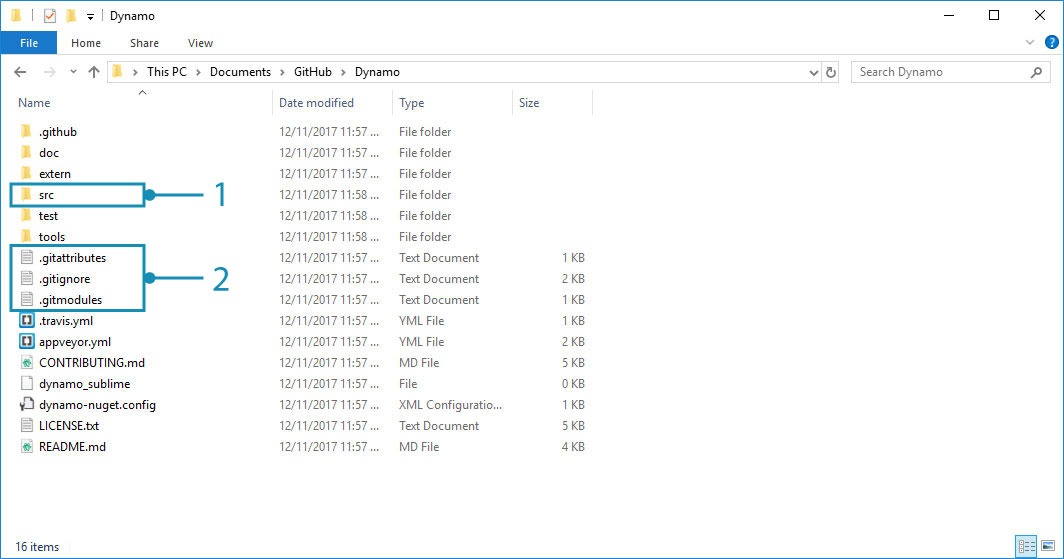 Dynamo
File Home Share View
This PC Documents GitHub Dynamo Search Dynamo
Name Date modified Type Size
.github 12/11/2017 11:57 ... File folder
doc 12/11/2017 11:57 ... File folder
extern 12/11/2017 11:57 ... File folder
src 1 12/11/2017 11:58 ... File folder
test 12/11/2017 11:58 ... File folder
tools 12/11/2017 11:58 ... File folder
.gitattributes 12/11/2017 11:57 ... Text Document 1 KB
.gitignore 2 12/11/2017 11:57 ... Text Document 2 KB
.gitmodules 12/11/2017 11:57 ... Text Document 1 KB
.travis.yml 12/11/2017 11:57 ... YML File 1 KB
appveyor.yml 12/11/2017 11:57 ... YML File 2 KB
CONTRIBUTING.md 12/11/2017 11:57 ... MD File 5 KB
dynamo_sublime 12/11/2017 11:57 ... File 0 KB
dynamo-nuget.config 12/11/2017 11:57 ... XML Configuratio... 1 KB
LICENSE.txt 12/11/2017 11:57 ... Text Document 5 KB
README.md 12/11/2017 11:57 ... MD File 4 KB
16 items